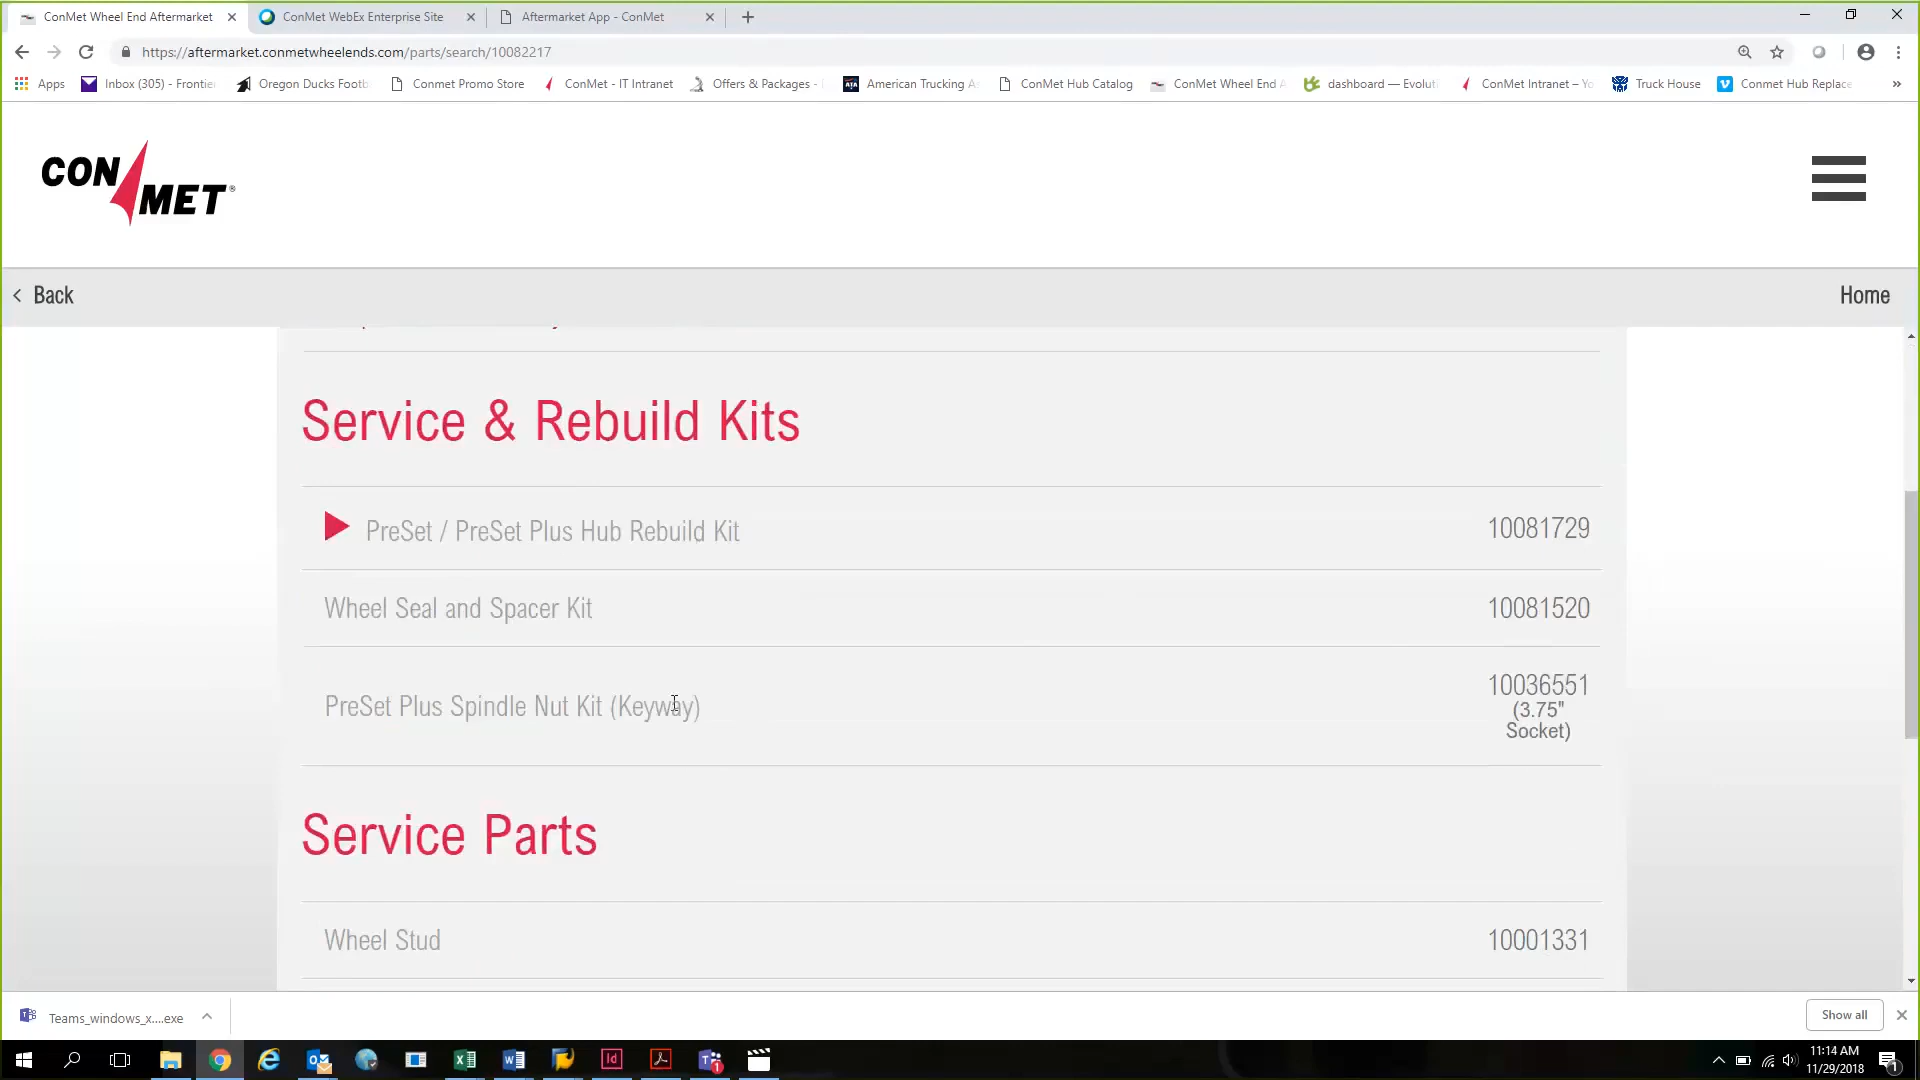 ConMet Wheel End Aftermarket
ConMet WebEx Enterprise Site
Aftermarket App - ConMet
https://aftermarket.conmetwheelends.com/parts/search/10082217
Apps
Inbox (305) - Frontier
Oregon Ducks Footb
Conmet Promo Store
ConMet - IT Intranet
Offers & Packages -
American Trucking A
ConMet Hub Catalog
ConMet Wheel End A
dashboard — Evoluti
ConMet Intranet – Yo
Truck House
Conmet Hub Replace
»
CON MET®
< Back
Home
Service & Rebuild Kits
PreSet / PreSet Plus Hub Rebuild Kit 10081729
Wheel Seal and Spacer Kit 10081520
PreSet Plus Spindle Nut Kit (Keyway) 10036551
(3.75"
Socket)
Service Parts
Wheel Stud 10001331
Teams_windows_x....exe
Show all
11:14 AM
11/29/2018